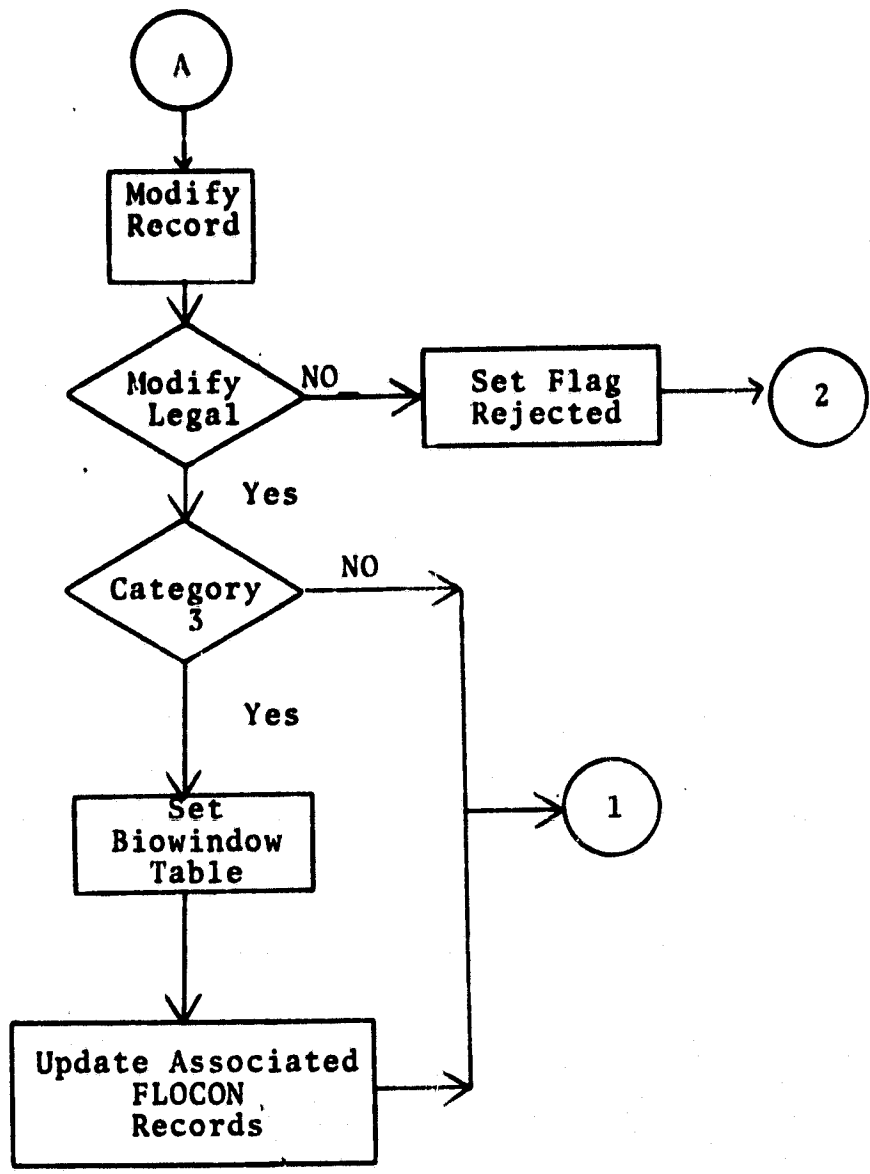 A
Modify
Record
Modify
Legal
NO
Set Flag
Rejected
2
Yes
Category
3
NO
Yes
Set
Biowindow
Table
1
Update Associated
FLOCON
Records